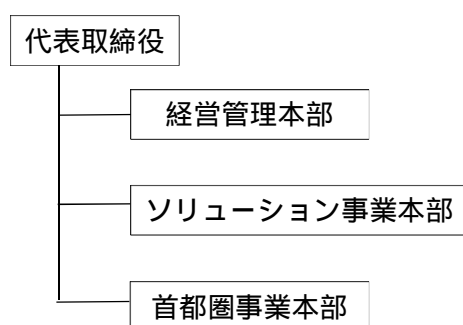 代表取締役
経営管理本部
ソリューション事業本部
首都圏事業本部